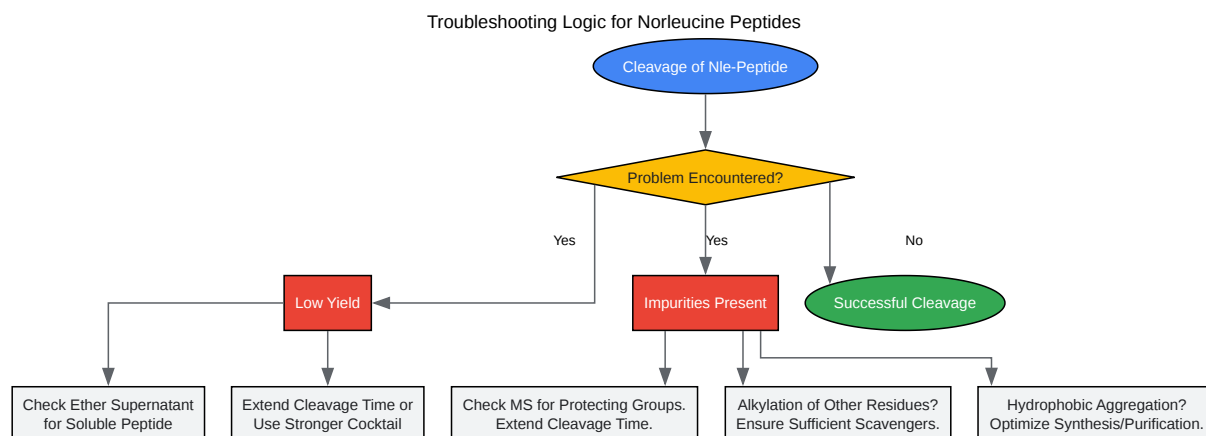 Troubleshooting Logic for Norleucine Peptides
Cleavage of Nle-Peptide
Problem Encountered?
Yes
Yes
No
Low Yield
Impurities Present
Successful Cleavage
Check Ether Supernatant
for Soluble Peptide
Extend Cleavage Time or
Use Stronger Cocktail
Check MS for Protecting Groups.
Extend Cleavage Time.
Alkylation of Other Residues?
Ensure Sufficient Scavengers.
Hydrophobic Aggregation?
Optimize Synthesis/Purification.